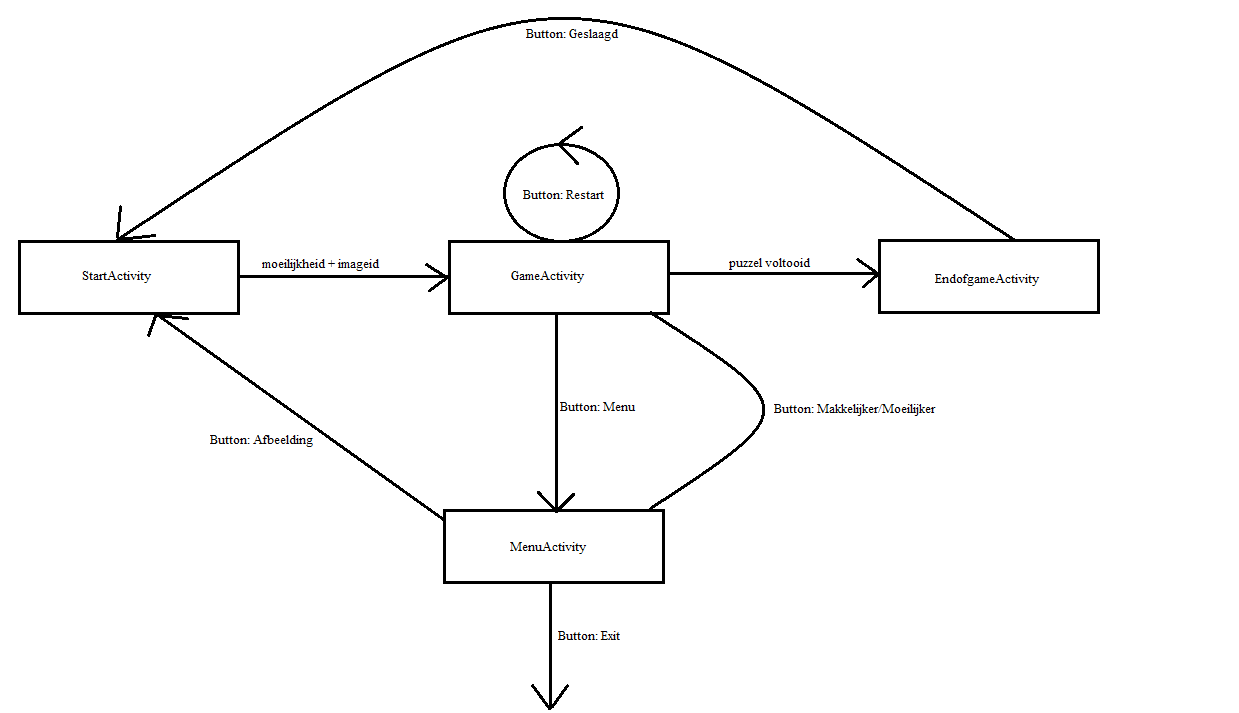 Button: Geslaagd
Button: Restart
StartActivity
moeilijkheid + imageid
GameActivity
puzzel voltooid
EndofgameActivity
Button: Menu
Button: Makkelijker/Moeilijker
Button: Afbeelding
MenuActivity
Button: Exit